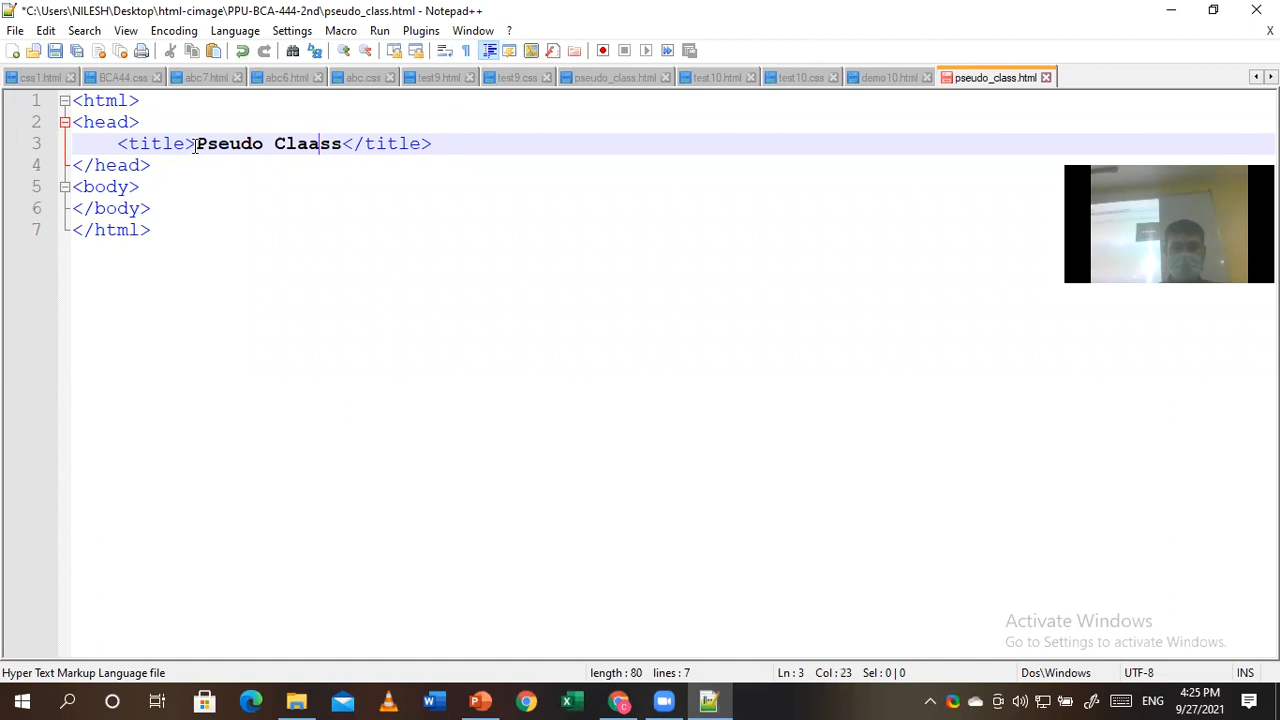 *C:\Users\NILESH\Desktop\html-cimage\PPU-BCA-444-2nd\pseudo_class.html - Notepad++
File Edit Search View Encoding Language Settings Macro Run Plugins Window ? X
css1.html BCA44.css abc7.html abc6.html abc.css test9.html test9.css pseudo_class.html test10.html test10.css demo10.html pseudo_class.html
1 <html>
2 <head>
3 <title>Pseudo Claass</title>
4 </head>
5 <body>
6 </body>
7 </html>
Activate Windows
Go to Settings to activate Windows.
Hyper Text Markup Language file length : 80 lines : 7 Ln : 3 Col : 23 Sel : 0 | 0 Dos\Windows UTF-8 INS
ENG 4:25 PM
9/27/2021